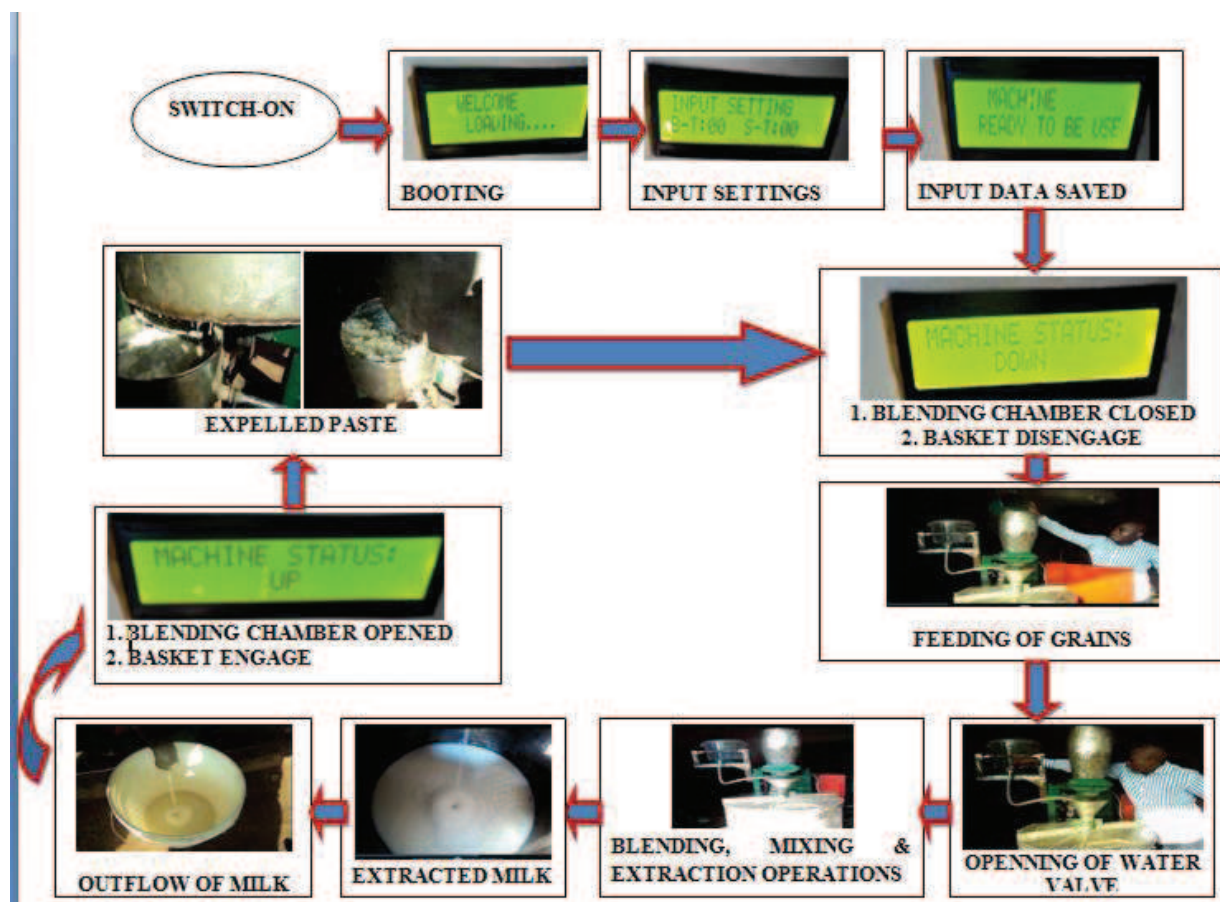 SWITCH-ON
WELCOME
LOADING....
BOOTING
INPUT SETTING
B-T:00 S-T:00
INPUT SETTINGS
MACHINE
READY TO BE USE
INPUT DATA SAVED
MACHINE STATUS:
DOWN
1. BLENDING CHAMBER CLOSED
2. BASKET DISENGAGE
FEEDING OF GRAINS
OPENNING OF WATER
VALVE
BLENDING, MIXING &
EXTRACTION OPERATIONS
EXTRACTED MILK
OUTFLOW OF MILK
MACHINE STATUS:
UP
1. BLENDING CHAMBER OPENED
2. BASKET ENGAGE
EXPELLED PASTE